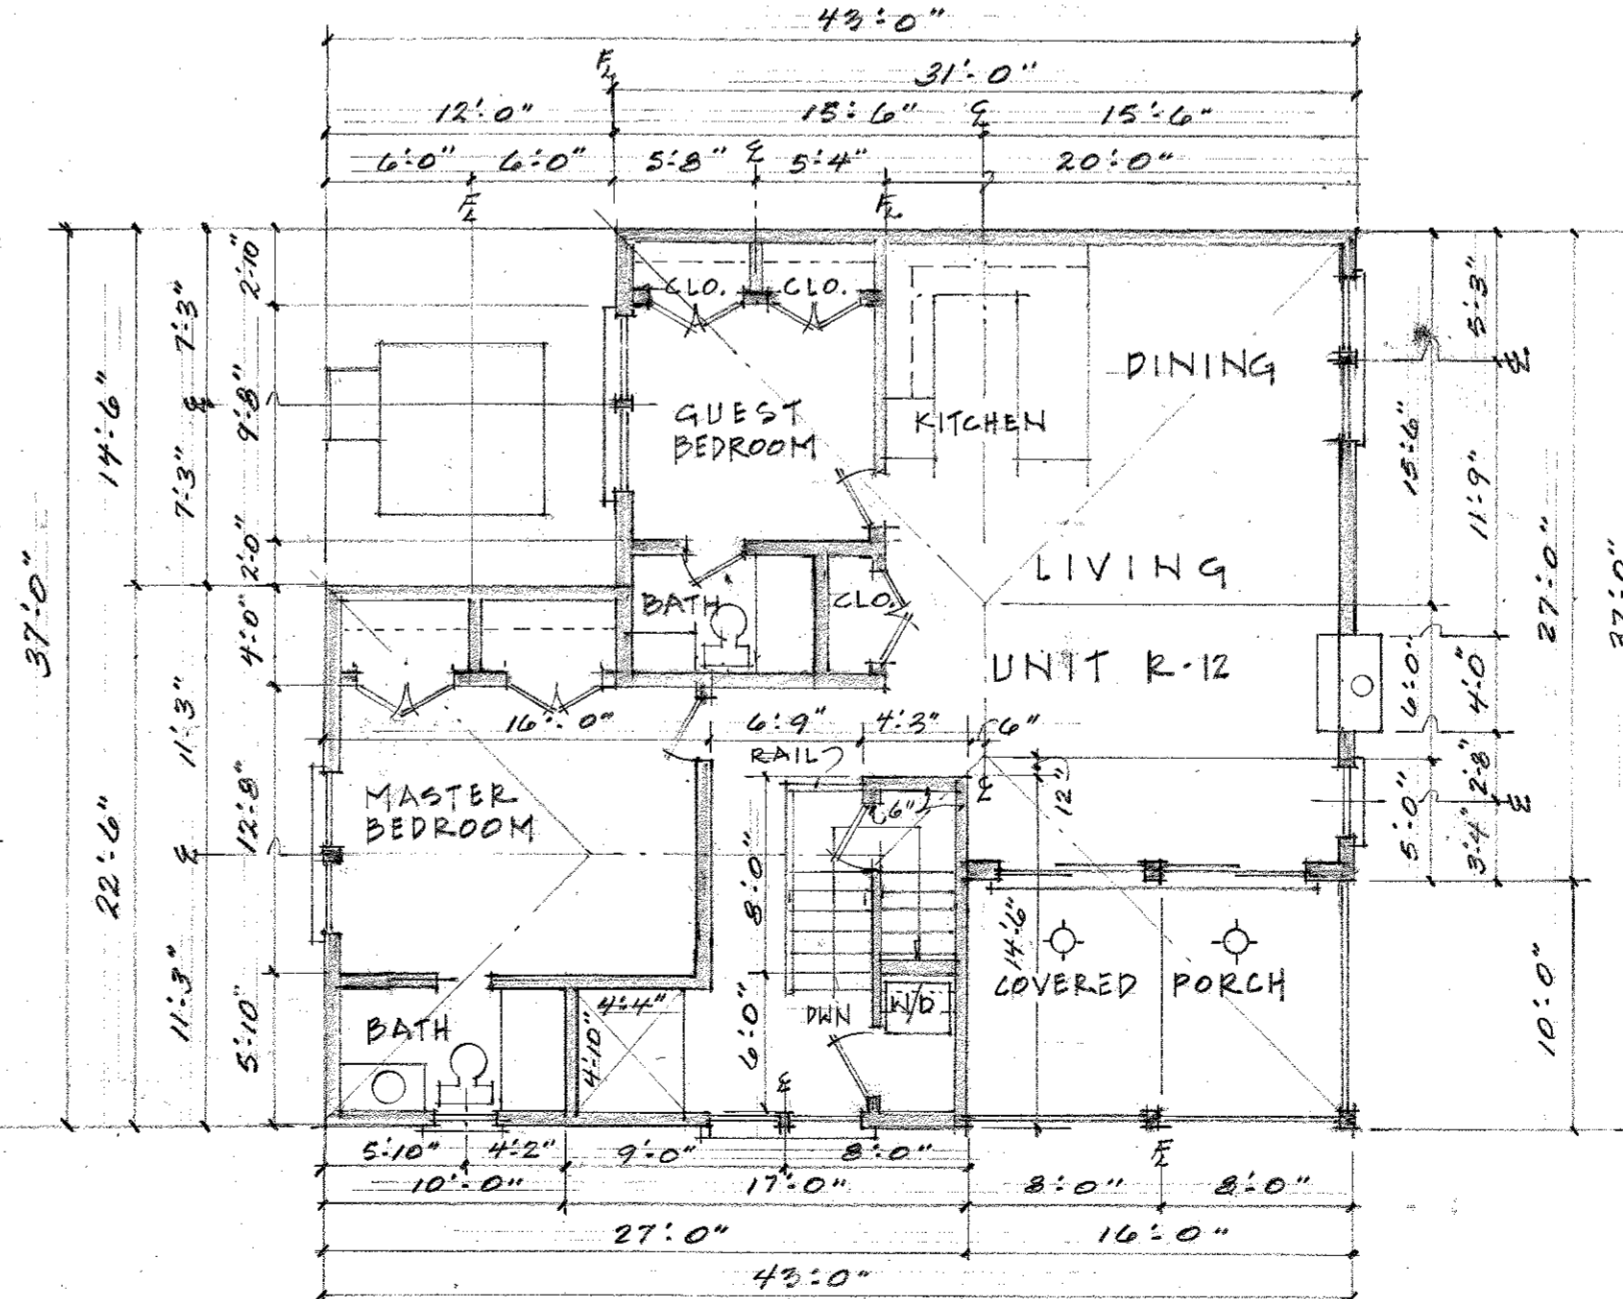 43'-0"
31'-0"
12'-0" 15'-6" ℄ 15'-6"
6'-0" 6'-0" 5'-8" ℄ 5'-4" 20'-0"
CLO. CLO.
2'-10"
5'-3"
7'-3"
DINING
GUEST
BEDROOM
KITCHEN
14'-6"
9'-8"
℄
℄
15'-6"
11'-9"
7'-3"
2'-0"
LIVING
BATH CLO.
27'-0"
37'-0"
37'-0"
4'-0"
UNIT R-12
6'-0"
4'-0"
11'-3"
16'-0" 6'-9" 4'-3" 6"
RAIL
12"
℄
2'-8"
MASTER
BEDROOM
6"
12'-8"
℄
℄
5'-0"
3'-4"
22'-6"
8'-0"
14'-6"
COVERED PORCH
11'-3"
5'-10"
BATH
4'-4"
4'-10"
6'-0"
DWN
W/D
10'-0"
℄
5'-10" 4'-2" 9'-0" 8'-0"
10'-0" 17'-0" 8'-0" 8'-0"
27'-0" 16'-0"
43'-0"